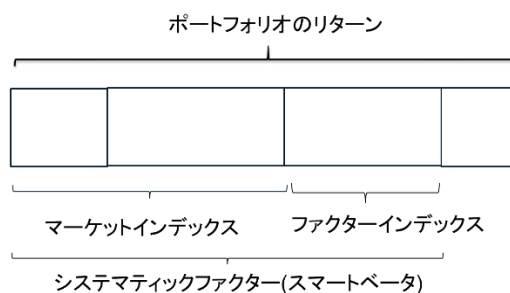 ポートフォリオのリターン
マーケットインデックス
ファクターインデックス
システマティックファクター(スマートベータ)